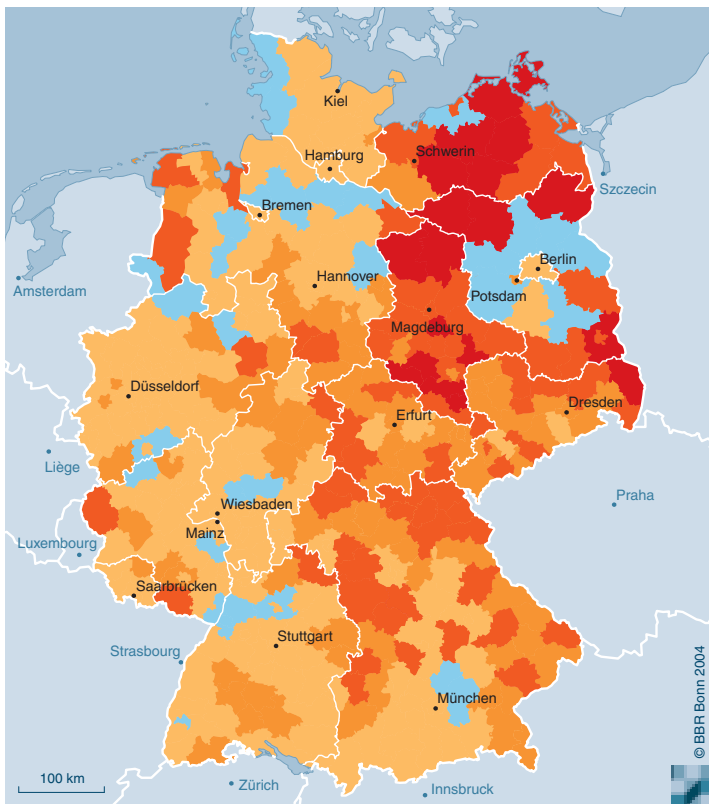 Kiel
Hamburg
Schwerin
Szczecin
Bremen
Berlin
Hannover
Potsdam
Amsterdam
Magdeburg
Düsseldorf
Dresden
Erfurt
Liège
Wiesbaden
Praha
Mainz
Luxembourg
Saarbrücken
Stuttgart
Strasbourg
München
© BBR Bonn 2004
100 km
Zürich
Innsbruck